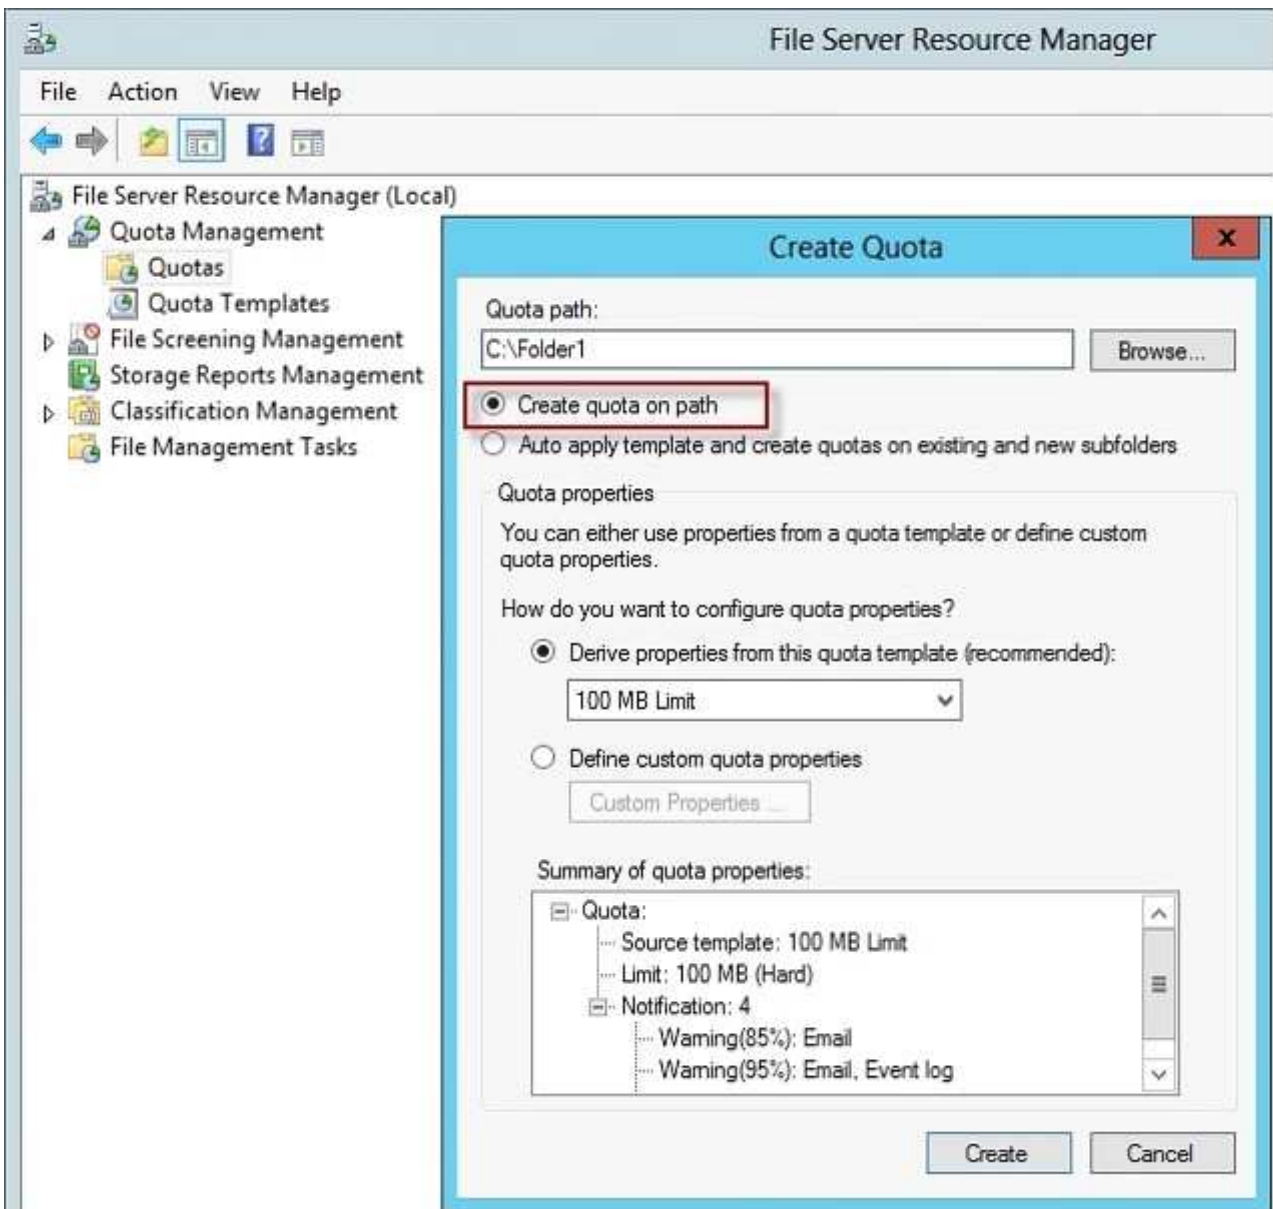 File Server Resource Manager
File Action View Help
File Server Resource Manager (Local)
Quota Management
Quotas
Quota Templates
File Screening Management
Storage Reports Management
Classification Management
File Management Tasks
Create Quota
x
Quota path:
C:\Folder1
Browse...
Create quota on path
Auto apply template and create quotas on existing and new subfolders
Quota properties
You can either use properties from a quota template or define custom
quota properties.
How do you want to configure quota properties?
Derive properties from this quota template (recommended):
100 MB Limit
Define custom quota properties
Custom Properties ...
Summary of quota properties:
Quota:
Source template: 100 MB Limit
Limit: 100 MB (Hard)
Notification: 4
Warning(85%): Email
Warning(95%): Email, Event log
Create
Cancel